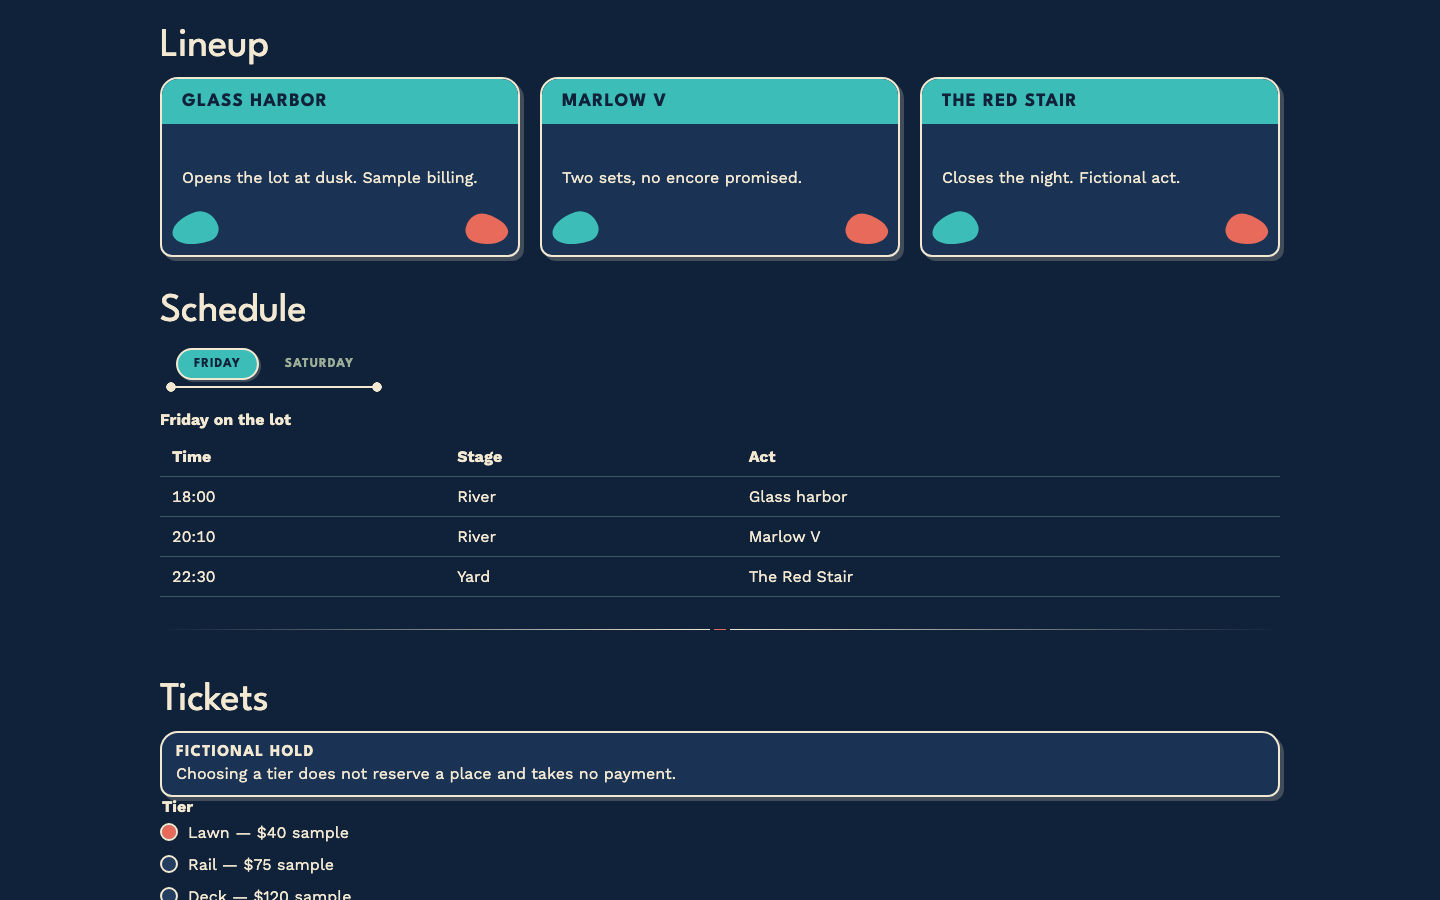 Lineup
GLASS HARBOR
Opens the lot at dusk. Sample billing.
MARLOW V
Two sets, no encore promised.
THE RED STAIR
Closes the night. Fictional act.
Schedule
FRIDAY SATURDAY
Friday on the lot
Time Stage Act
18:00 River Glass harbor
20:10 River Marlow V
22:30 Yard The Red Stair
Tickets
FICTIONAL HOLD
Choosing a tier does not reserve a place and takes no payment.
Tier
Lawn — $40 sample
Rail — $75 sample
Deck — $120 sample